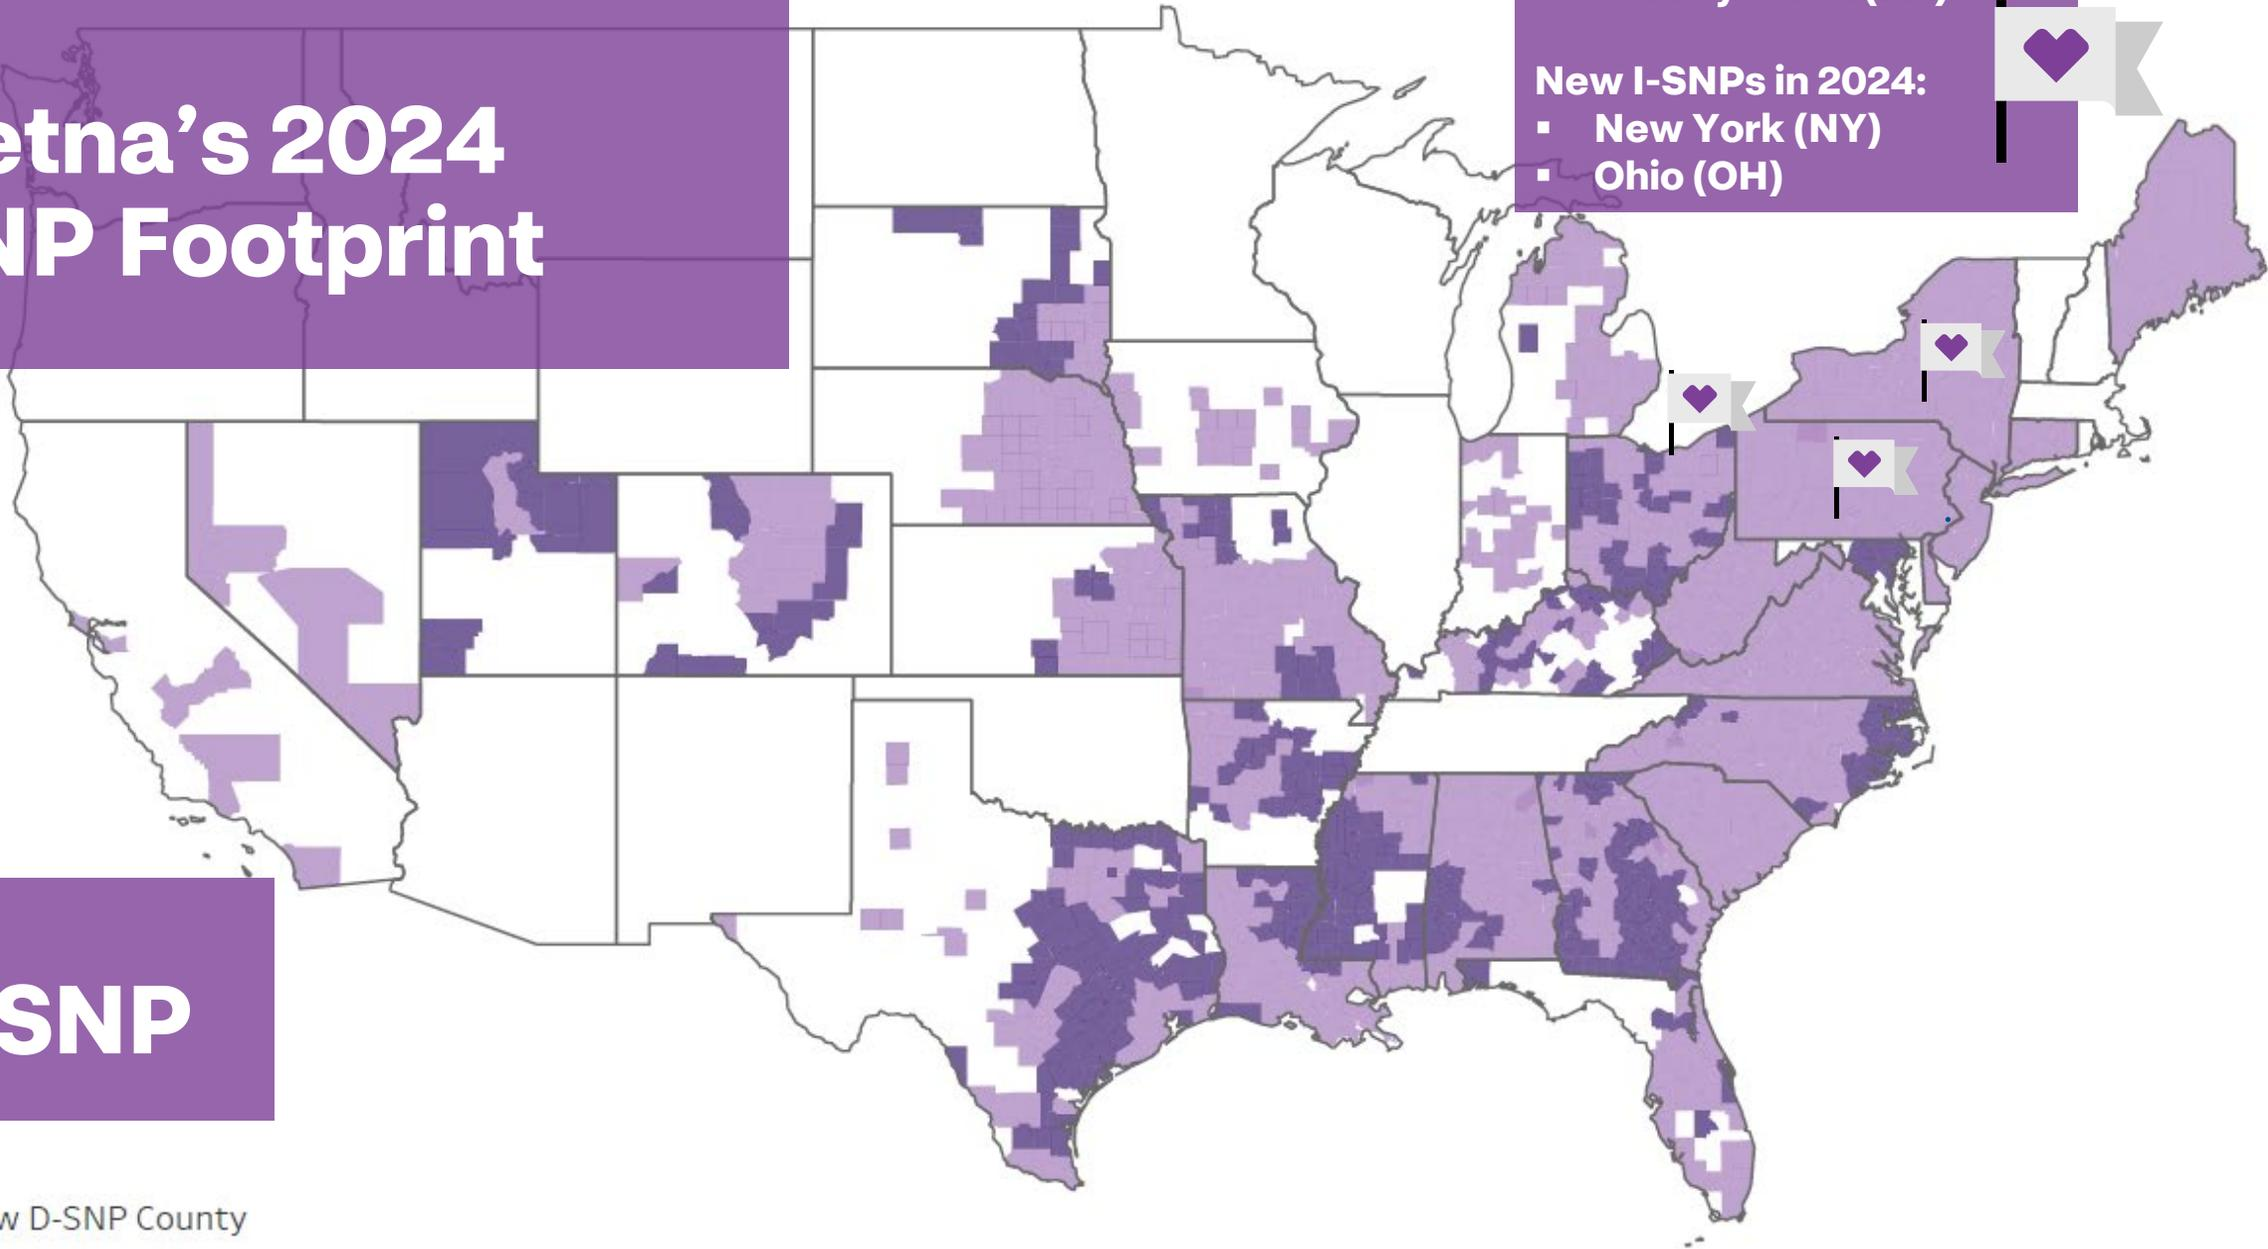 etna’s 2024
NP Footprint
New I-SNPs in 2024:
▪ New York (NY)
▪ Ohio (OH)
SNP
w D-SNP County